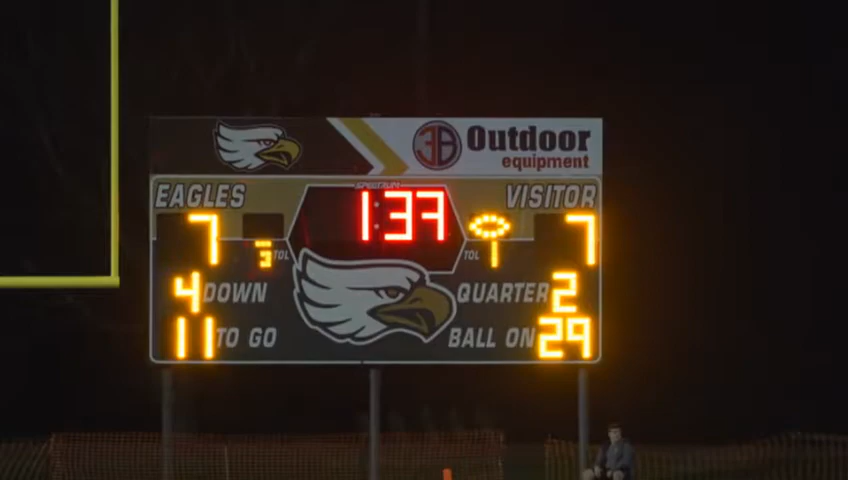 3B Outdoor
equipment
EAGLES SPECTRUM VISITOR
7 1:37 7
3 TOL TOL 1
4 DOWN QUARTER 2
11 TO GO BALL ON 29